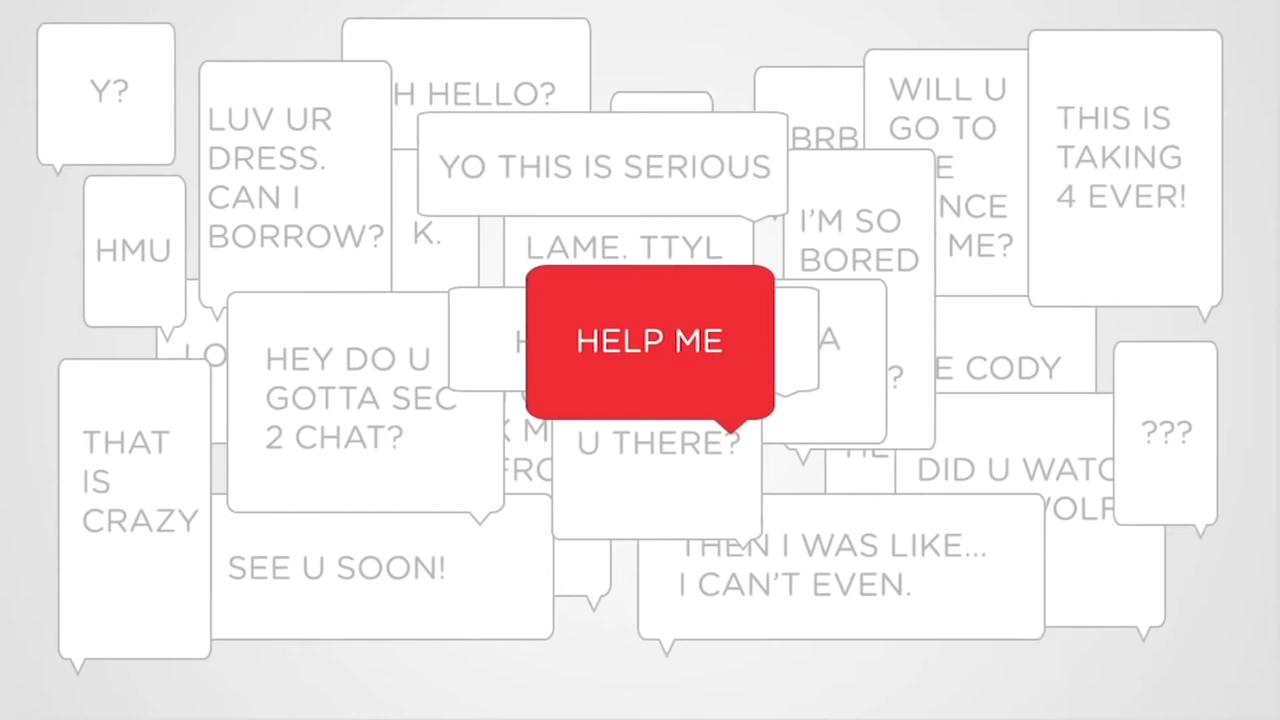 Y?
LUV UR
DRESS.
CAN I
BORROW?
H HELLO?
YO THIS IS SERIOUS
BRB
WILL U
GO TO
E
NCE
ME?
THIS IS
TAKING
4 EVER!
HMU
K.
LAME. TTYL
I'M SO
BORED
HELP ME
HEY DO U
GOTTA SEC
2 CHAT?
A
?
E CODY
???
THAT
IS
CRAZY
U THERE?
DID U WATC
SEE U SOON!
THEN I WAS LIKE...
I CAN'T EVEN.